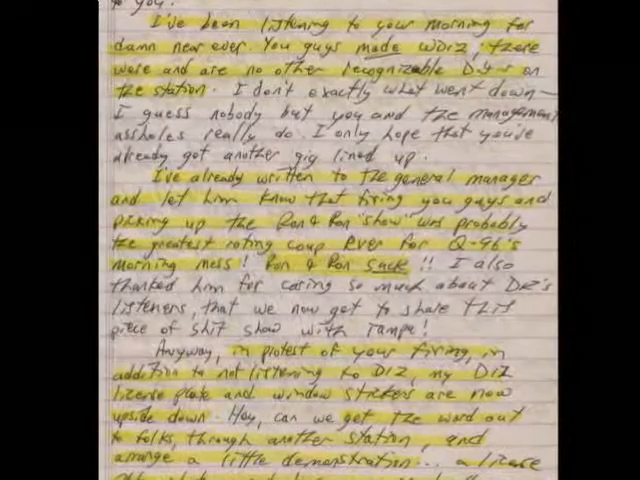 to you.
I've been listening to your morning for
damn near ever. You guys made WDIZ; there
were and are no other recognizable D.J.s on
the station. I don't exactly what went down—
I guess nobody but you and the management
assholes really do. I only hope that you've
already got another gig lined up.
I've already written to the general manager
and let him know that firing you guys and
picking up the Ron & Ron "show" was probably
the greatest rating coup ever for Q-96's
morning mess! Ron & Ron suck!! I also
thanked him for caring so much about DIZ's
listeners, that we now get to share this
piece of shit show with Tampa!
Anyway, in protest of your firing, in
addition to not listening to DIZ, my DIZ
license plate and window stickers are now
upside down. Hey, can we get the word out
to folks, through another station, and
arrange a little demonstration... a license